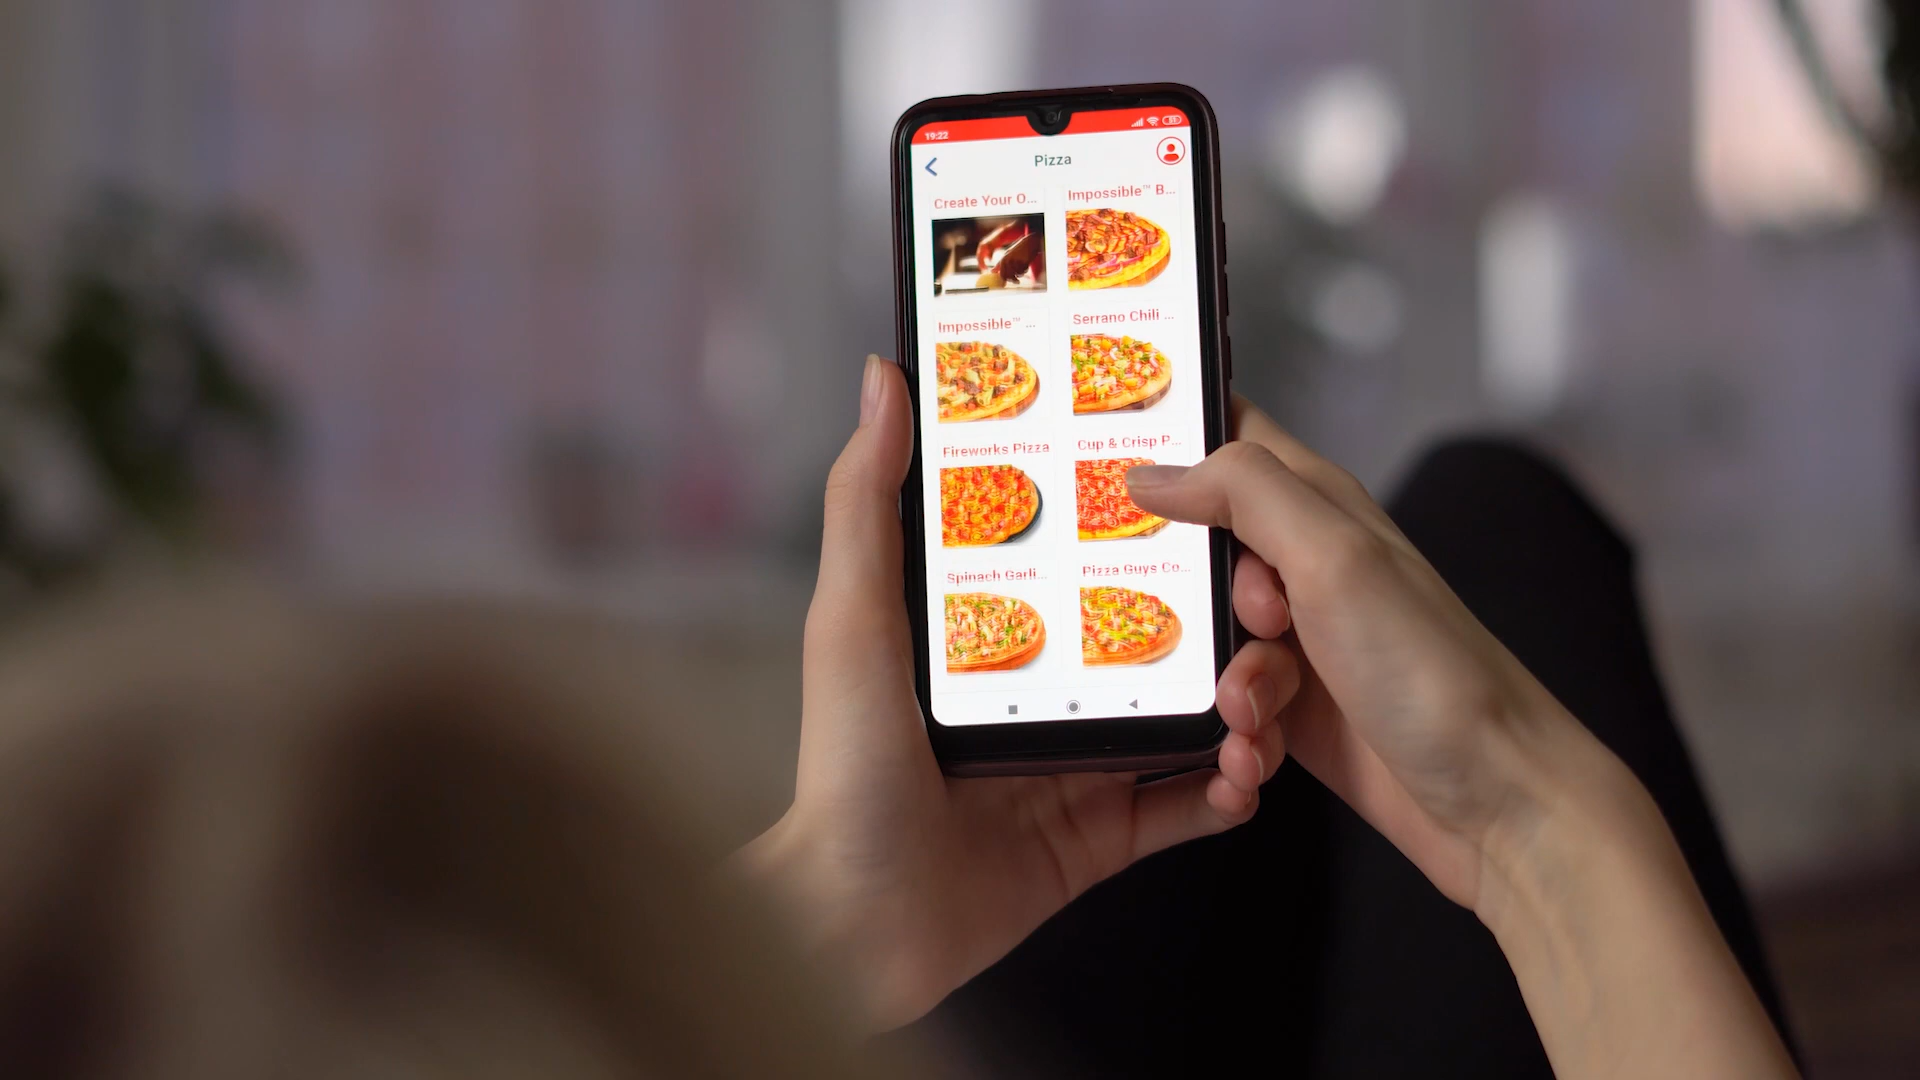 19:22
Pizza
Create Your O...
Impossible™ B...
Impossible™ ...
Serrano Chili ...
Fireworks Pizza
Cup & Crisp P...
Spinach Garli...
Pizza Guys Co...